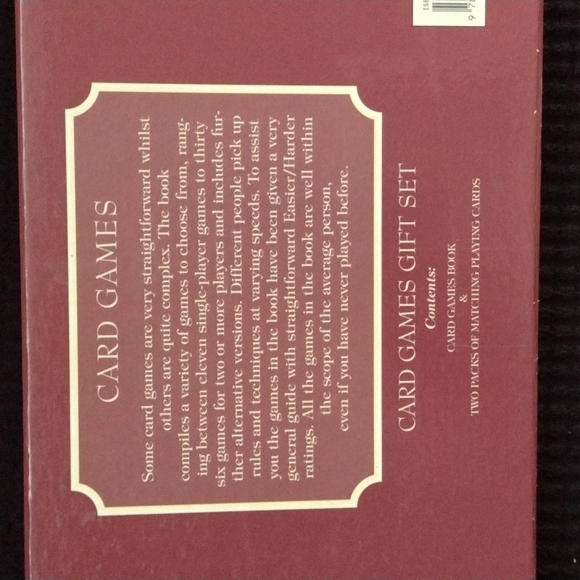 CARD GAMES
Some card games are very straightforward whilst
others are quite complex. The book
compiles a variety of games to choose from, rang-
ing between eleven single-player games to thirty
six games for two or more players and includes fur-
ther alternative versions. Different people pick up
rules and techniques at varying speeds. To assist
you the games in the book have been given a very
general guide with straightforward Easier/Harder
ratings. All the games in the book are well within
the scope of the average person,
even if you have never played before.
CARD GAMES GIFT SET
Contents:
CARD GAMES BOOK
&
TWO PACKS OF MATCHING PLAYING CARDS